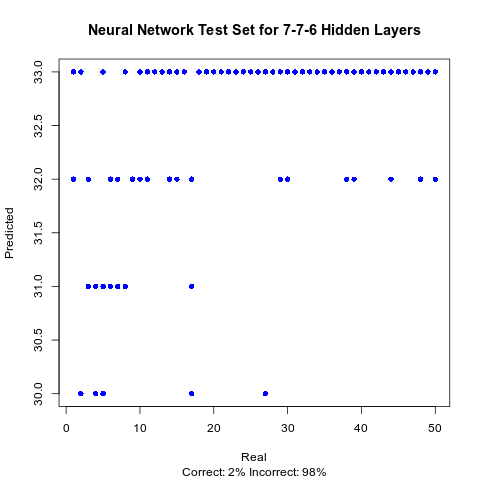 Neural Network Test Set for 7-7-6 Hidden Layers
Predicted
33.0
32.5
32.0
31.5
31.0
30.5
30.0
0 10 20 30 40 50
Real
Correct: 2% Incorrect: 98%